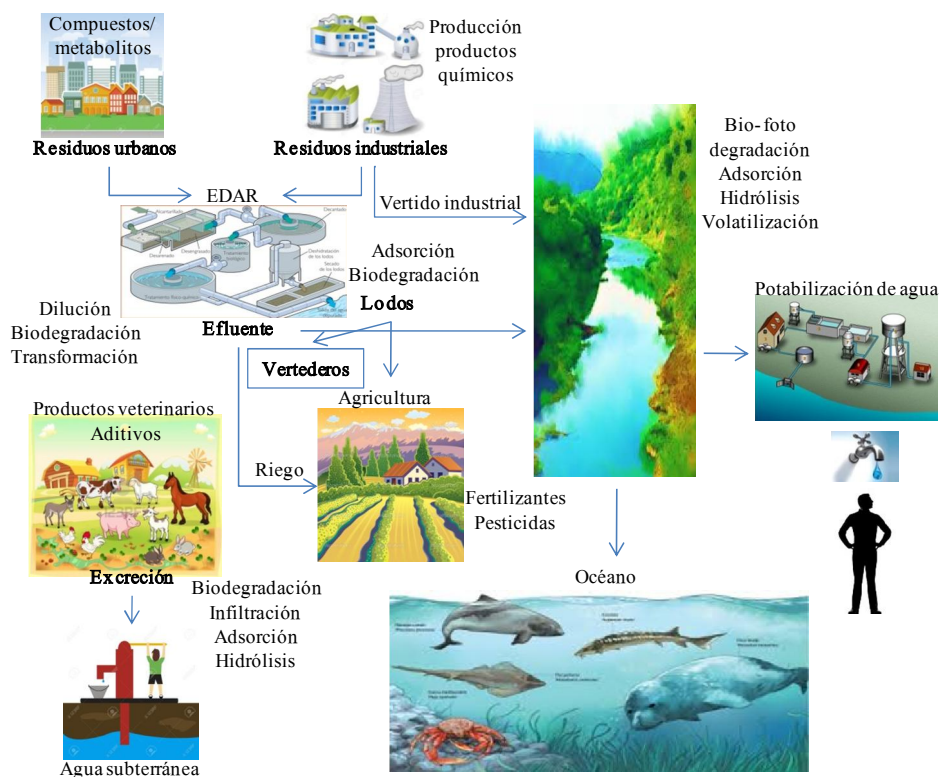 Compuestos/
metabolitos
Residuos urbanos
Producción
productos
químicos
Residuos industriales
EDAR
Vertido industrial
Bio- foto
degradación
Adsorción
Hidrólisis
Volatilización
Adsorción
Biodegradación
Lodos
Dilución
Biodegradación
Transformación
Efluente
Vertederos
Potabilización de agua
Productos veterinarios
Aditivos
Agricultura
Riego
Fertilizantes
Pesticidas
Excreción
Biodegradación
Infiltración
Adsorción
Hidrólisis
Océano
Agua subterránea